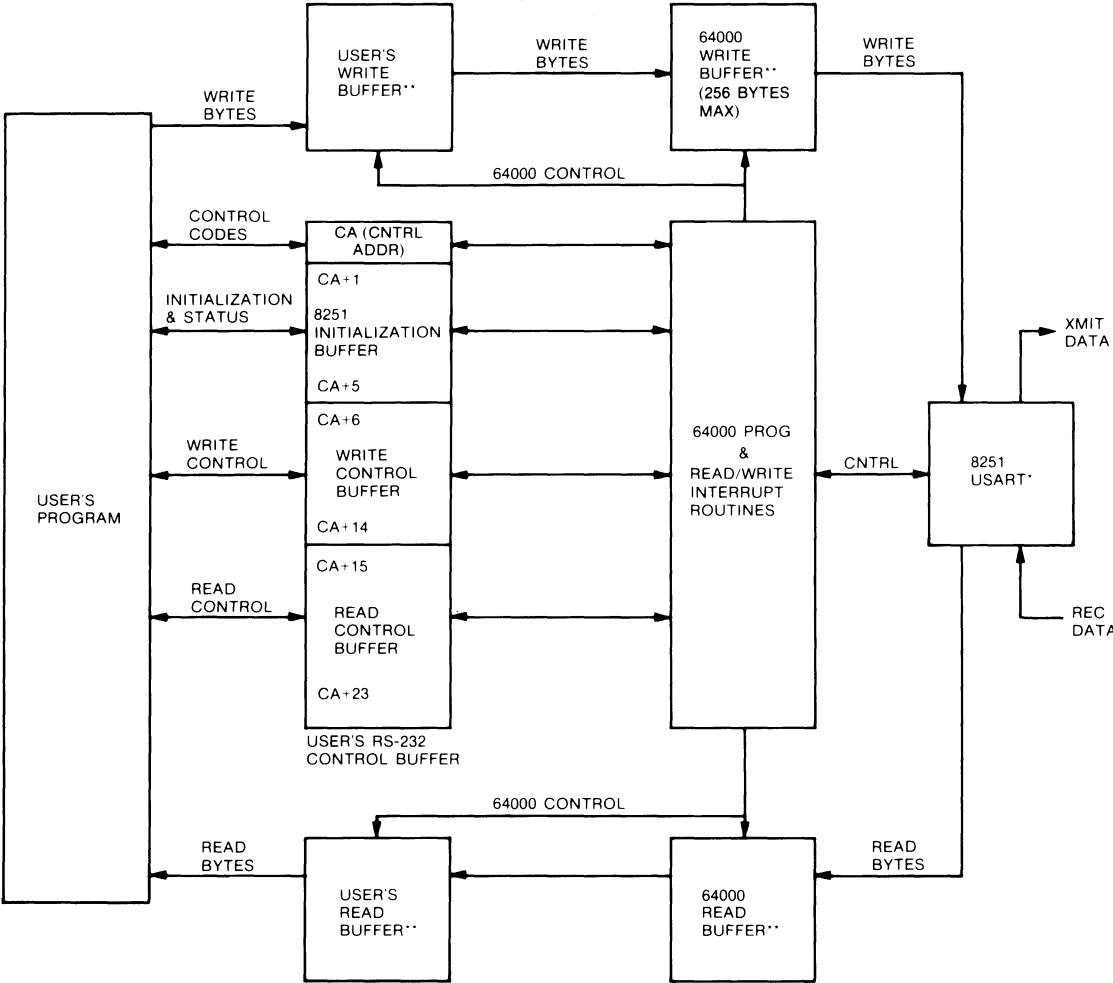 USER'S
WRITE
BUFFER**
WRITE
BYTES
64000
WRITE
BUFFER**
(256 BYTES
MAX)
WRITE
BYTES
WRITE
BYTES
64000 CONTROL
CONTROL
CODES
CA (CNTRL
ADDR)
INITIALIZATION
& STATUS
CA+1
8251
INITIALIZATION
BUFFER
CA+5
XMIT
DATA
WRITE
CONTROL
CA+6
WRITE
CONTROL
BUFFER
CA+14
64000 PROG
&
READ/WRITE
INTERRUPT
ROUTINES
CNTRL
8251
USART*
USER'S
PROGRAM
READ
CONTROL
CA+15
READ
CONTROL
BUFFER
CA+23
REC
DATA
USER'S RS-232
CONTROL BUFFER
64000 CONTROL
READ
BYTES
USER'S
READ
BUFFER**
64000
READ
BUFFER**
READ
BYTES